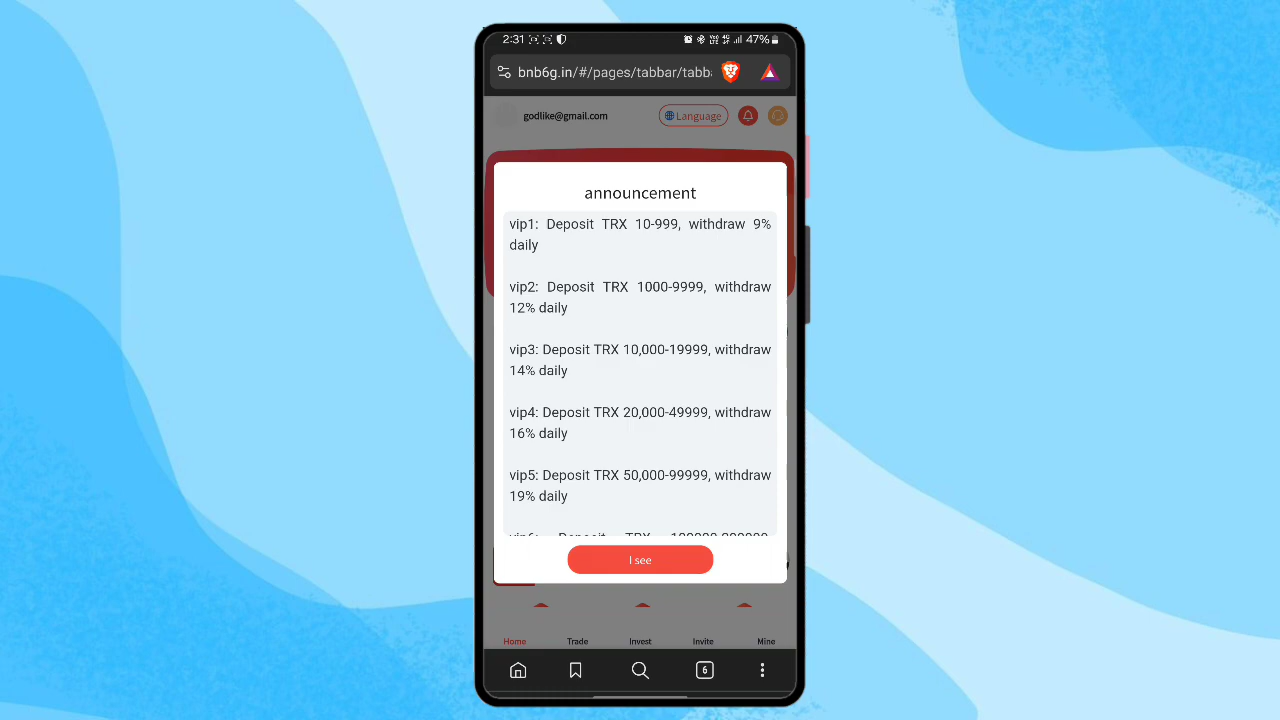 2:31
47%
bnb6g.in/#/pages/tabbar/tabb
godlike@gmail.com
Language
announcement
vip1: Deposit TRX 10-999, withdraw 9%
daily
vip2: Deposit TRX 1000-9999, withdraw
12% daily
vip3: Deposit TRX 10,000-19999, withdraw
14% daily
vip4: Deposit TRX 20,000-49999, withdraw
16% daily
vip5: Deposit TRX 50,000-99999, withdraw
19% daily
I see
Home Trade Invest Invite Mine
6